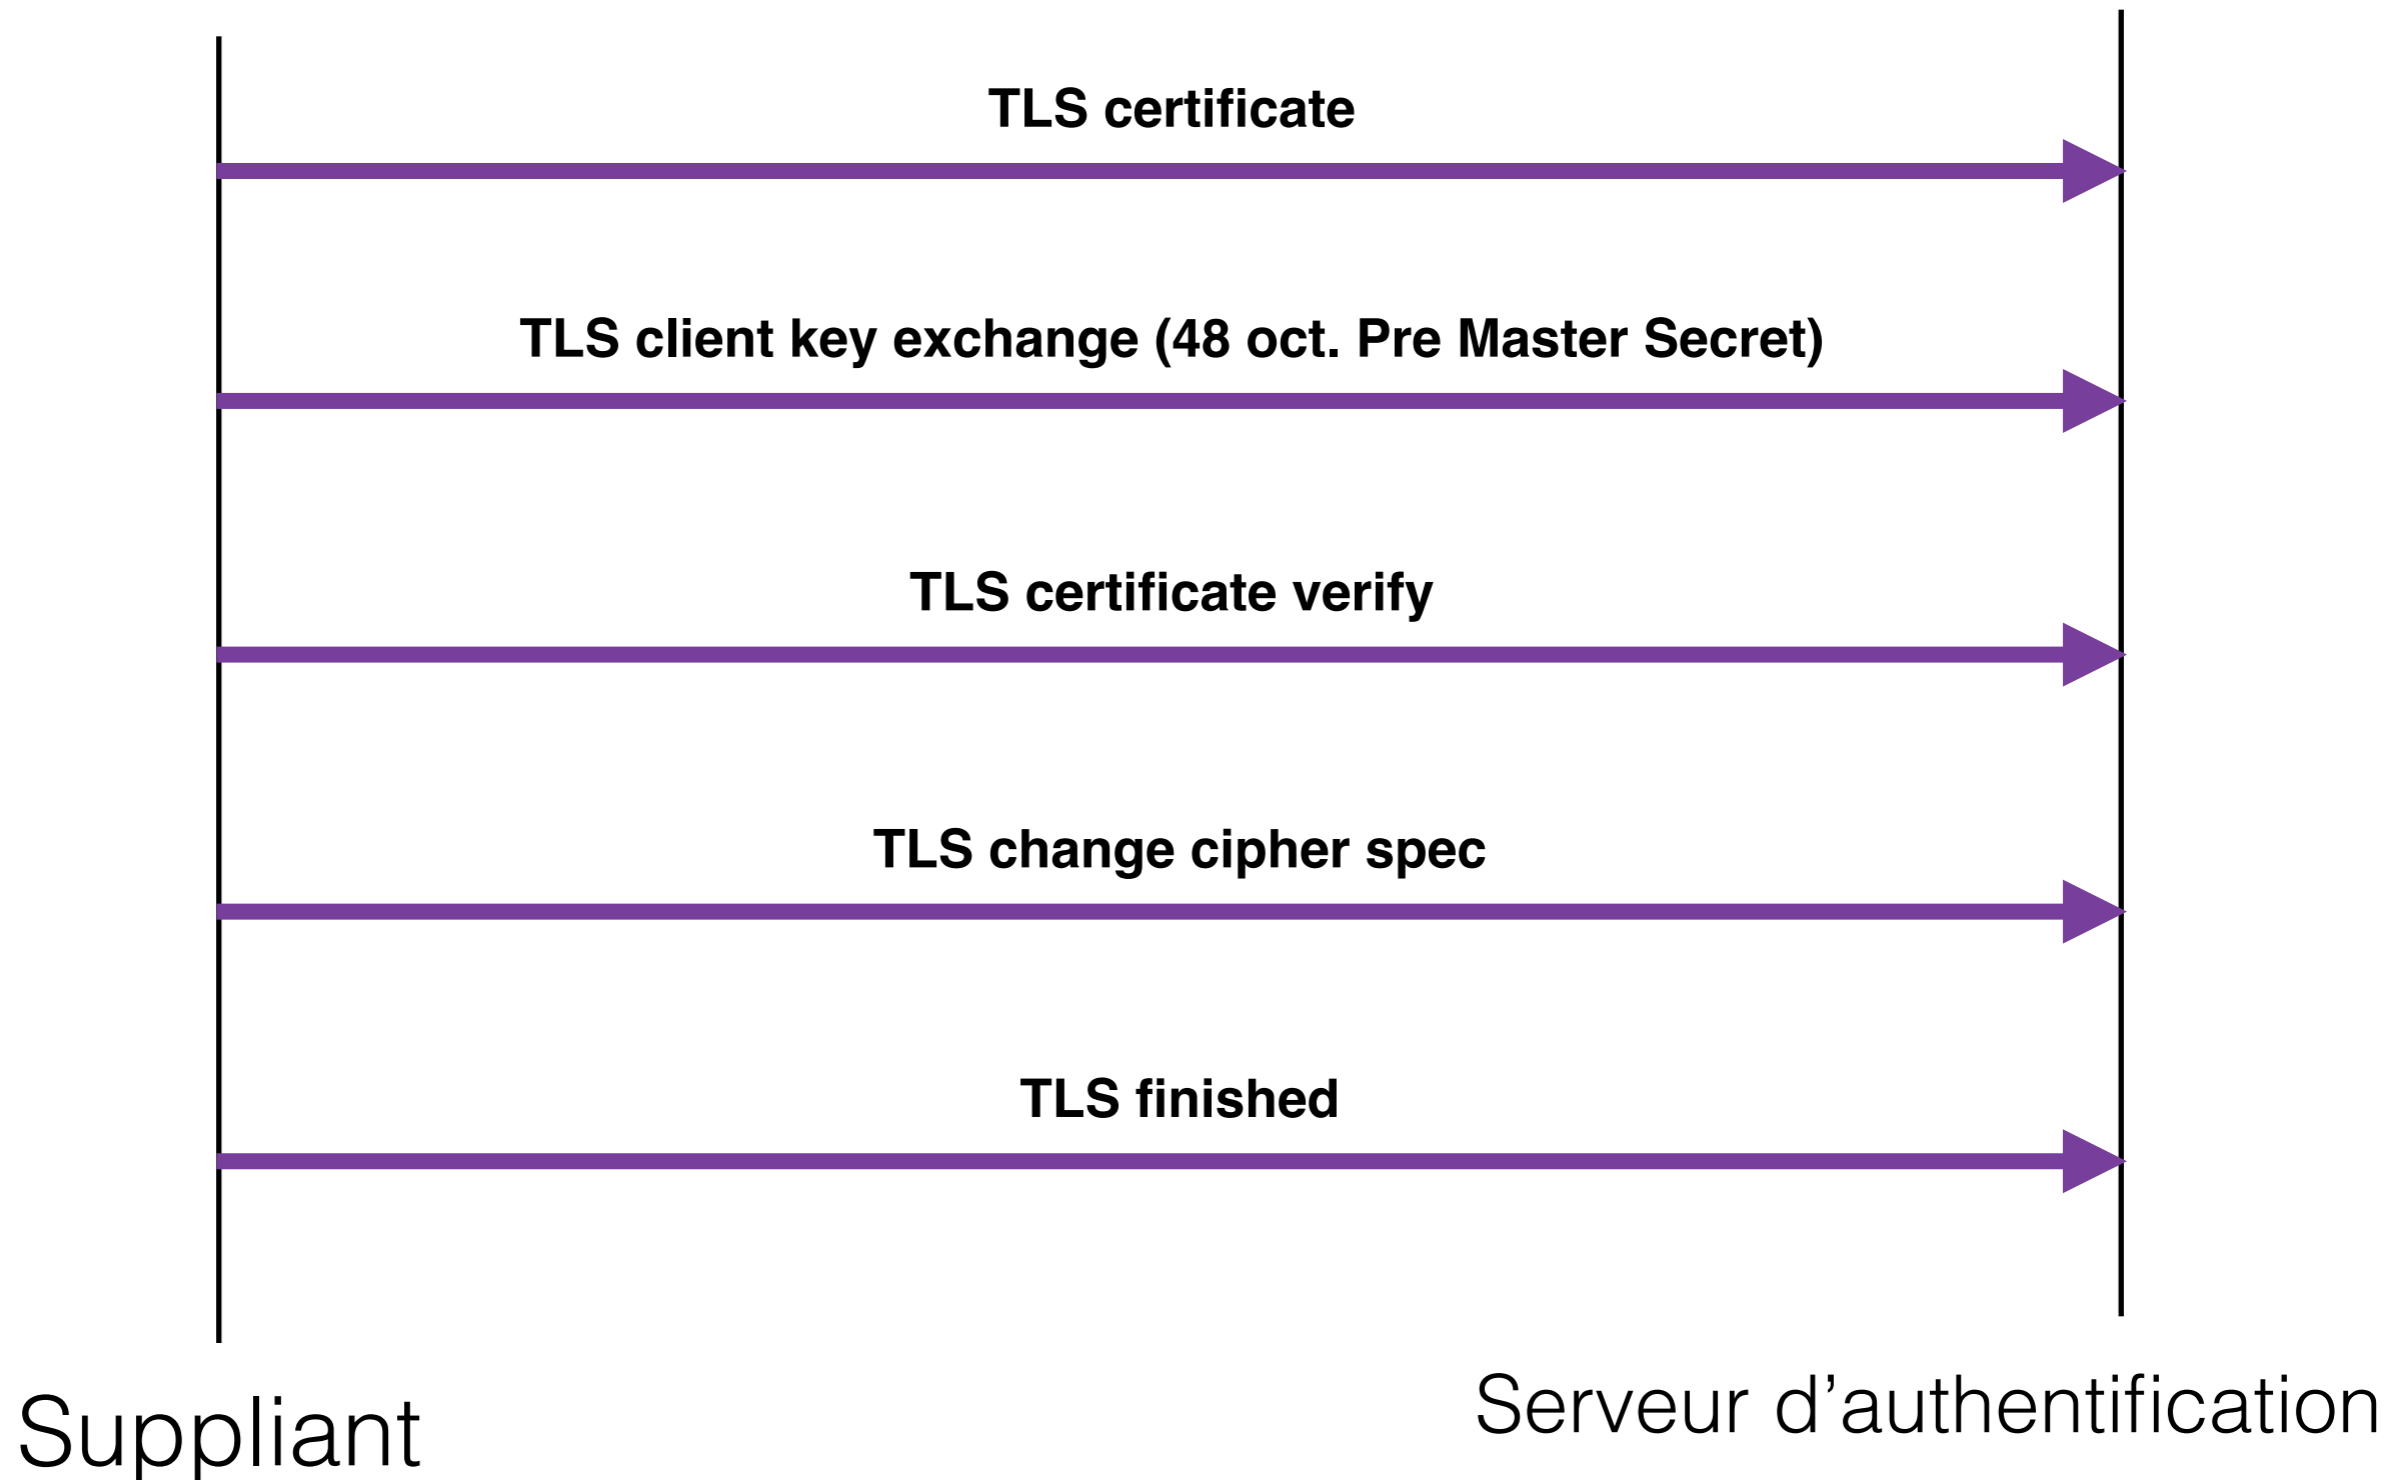 TLS certificate
TLS client key exchange (48 oct. Pre Master Secret)
TLS certificate verify
TLS change cipher spec
TLS finished
Suppliant
Serveur d’authentification